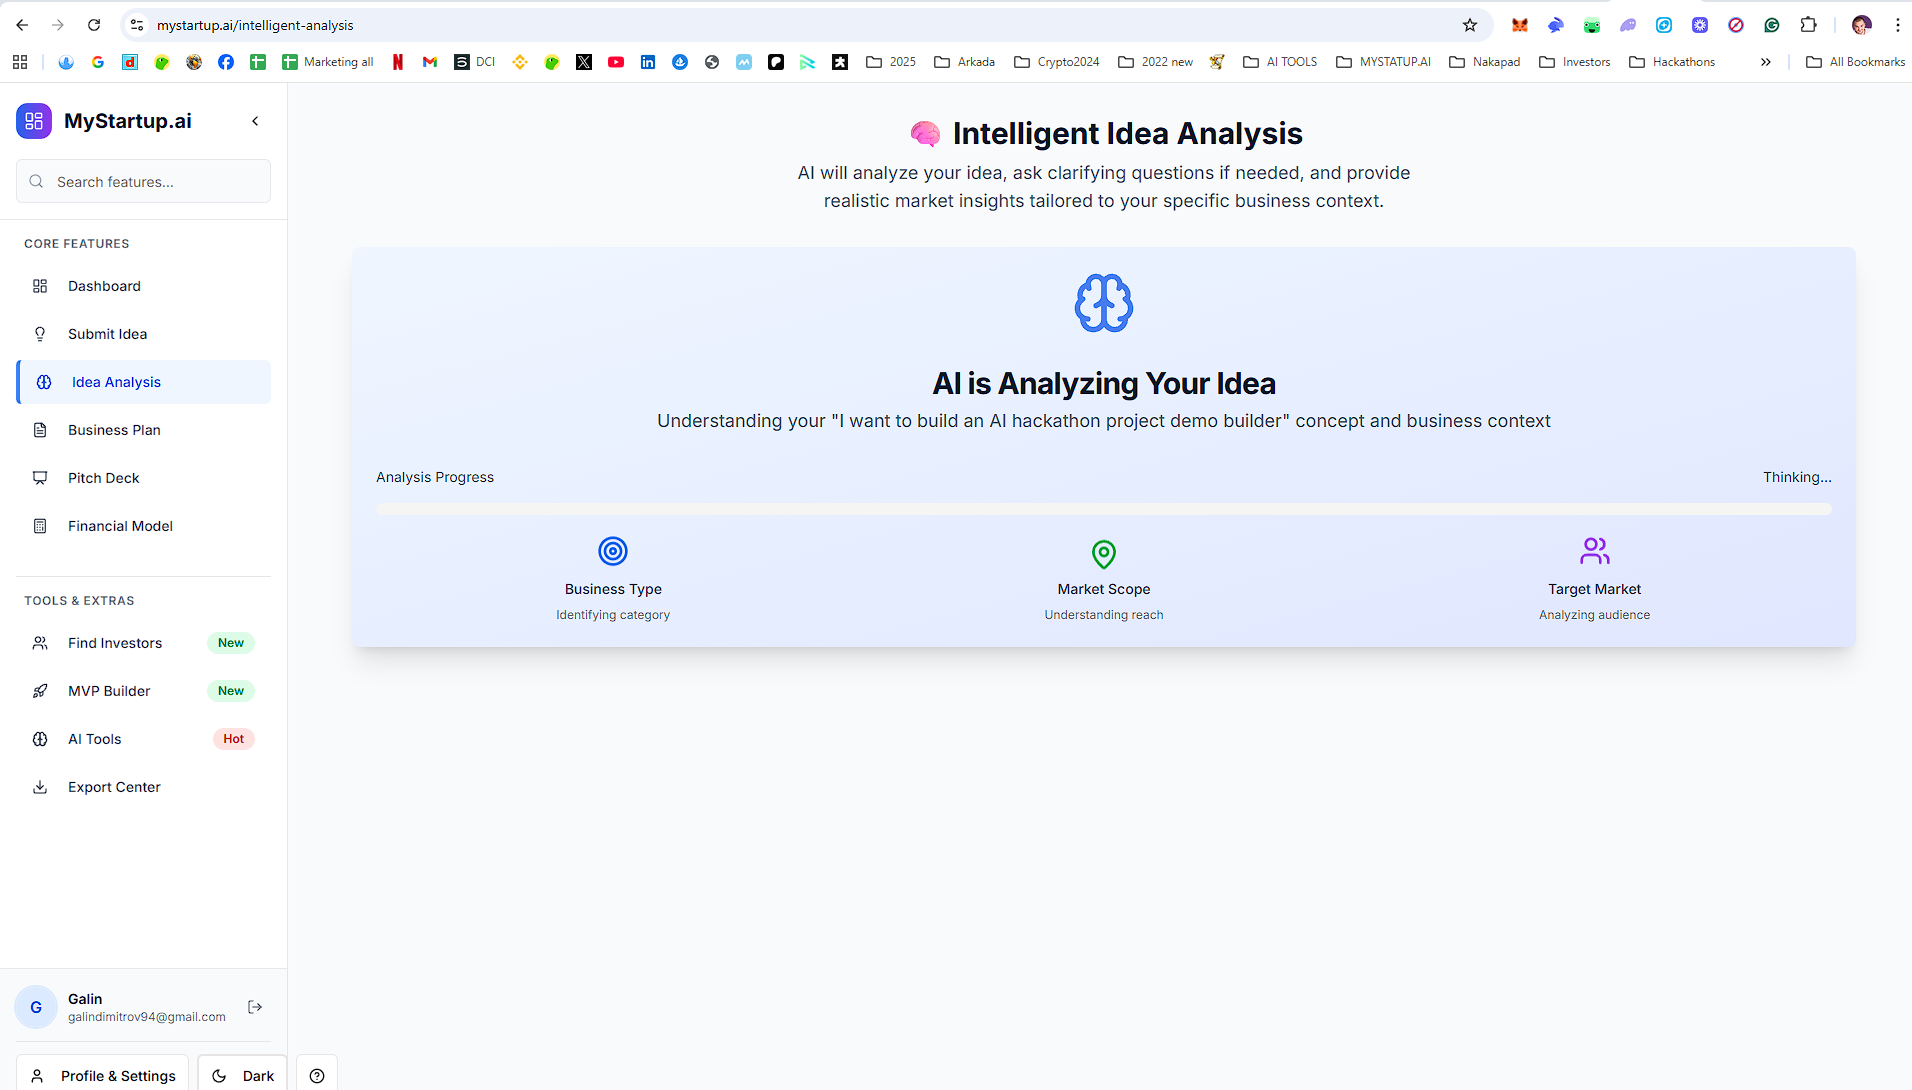 mystartup.ai/intelligent-analysis
Marketing all
DCI
2025
Arkada
Crypto2024
2022 new
AI TOOLS
MYSTATUP.AI
Nakapad
Investors
Hackathons
All Bookmarks
MyStartup.ai
Search features...
CORE FEATURES
Dashboard
Submit Idea
Idea Analysis
Business Plan
Pitch Deck
Financial Model
TOOLS & EXTRAS
Find Investors New
MVP Builder New
AI Tools Hot
Export Center
G
Galin
galindimitrov94@gmail.com
Profile & Settings
Dark
Intelligent Idea Analysis
AI will analyze your idea, ask clarifying questions if needed, and provide
realistic market insights tailored to your specific business context.
AI is Analyzing Your Idea
Understanding your "I want to build an AI hackathon project demo builder" concept and business context
Analysis Progress
Thinking...
Business Type
Identifying category
Market Scope
Understanding reach
Target Market
Analyzing audience